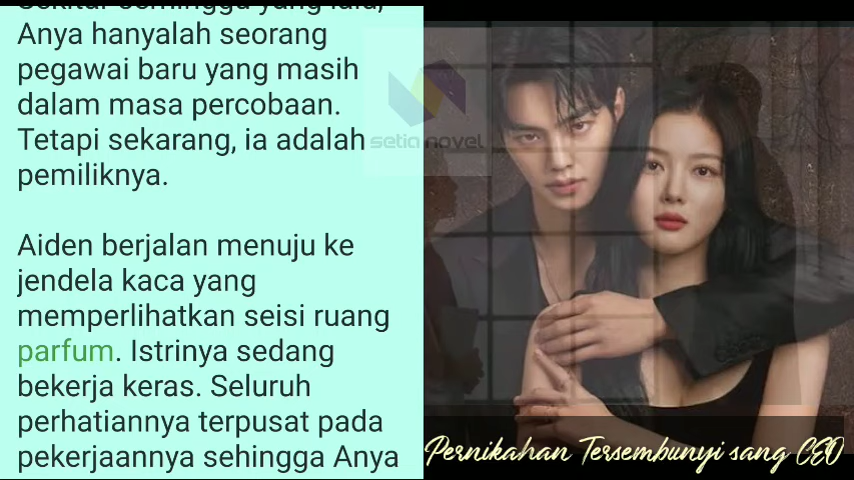 Anya hanyalah seorang
pegawai baru yang masih
dalam masa percobaan.
Tetapi sekarang, ia adalah
pemiliknya.
Aiden berjalan menuju ke
jendela kaca yang
memperlihatkan seisi ruang
parfum. Istrinya sedang
bekerja keras. Seluruh
perhatiannya terpusat pada
pekerjaannya sehingga Anya
setia novel
Pernikahan Tersembunyi sang CEO